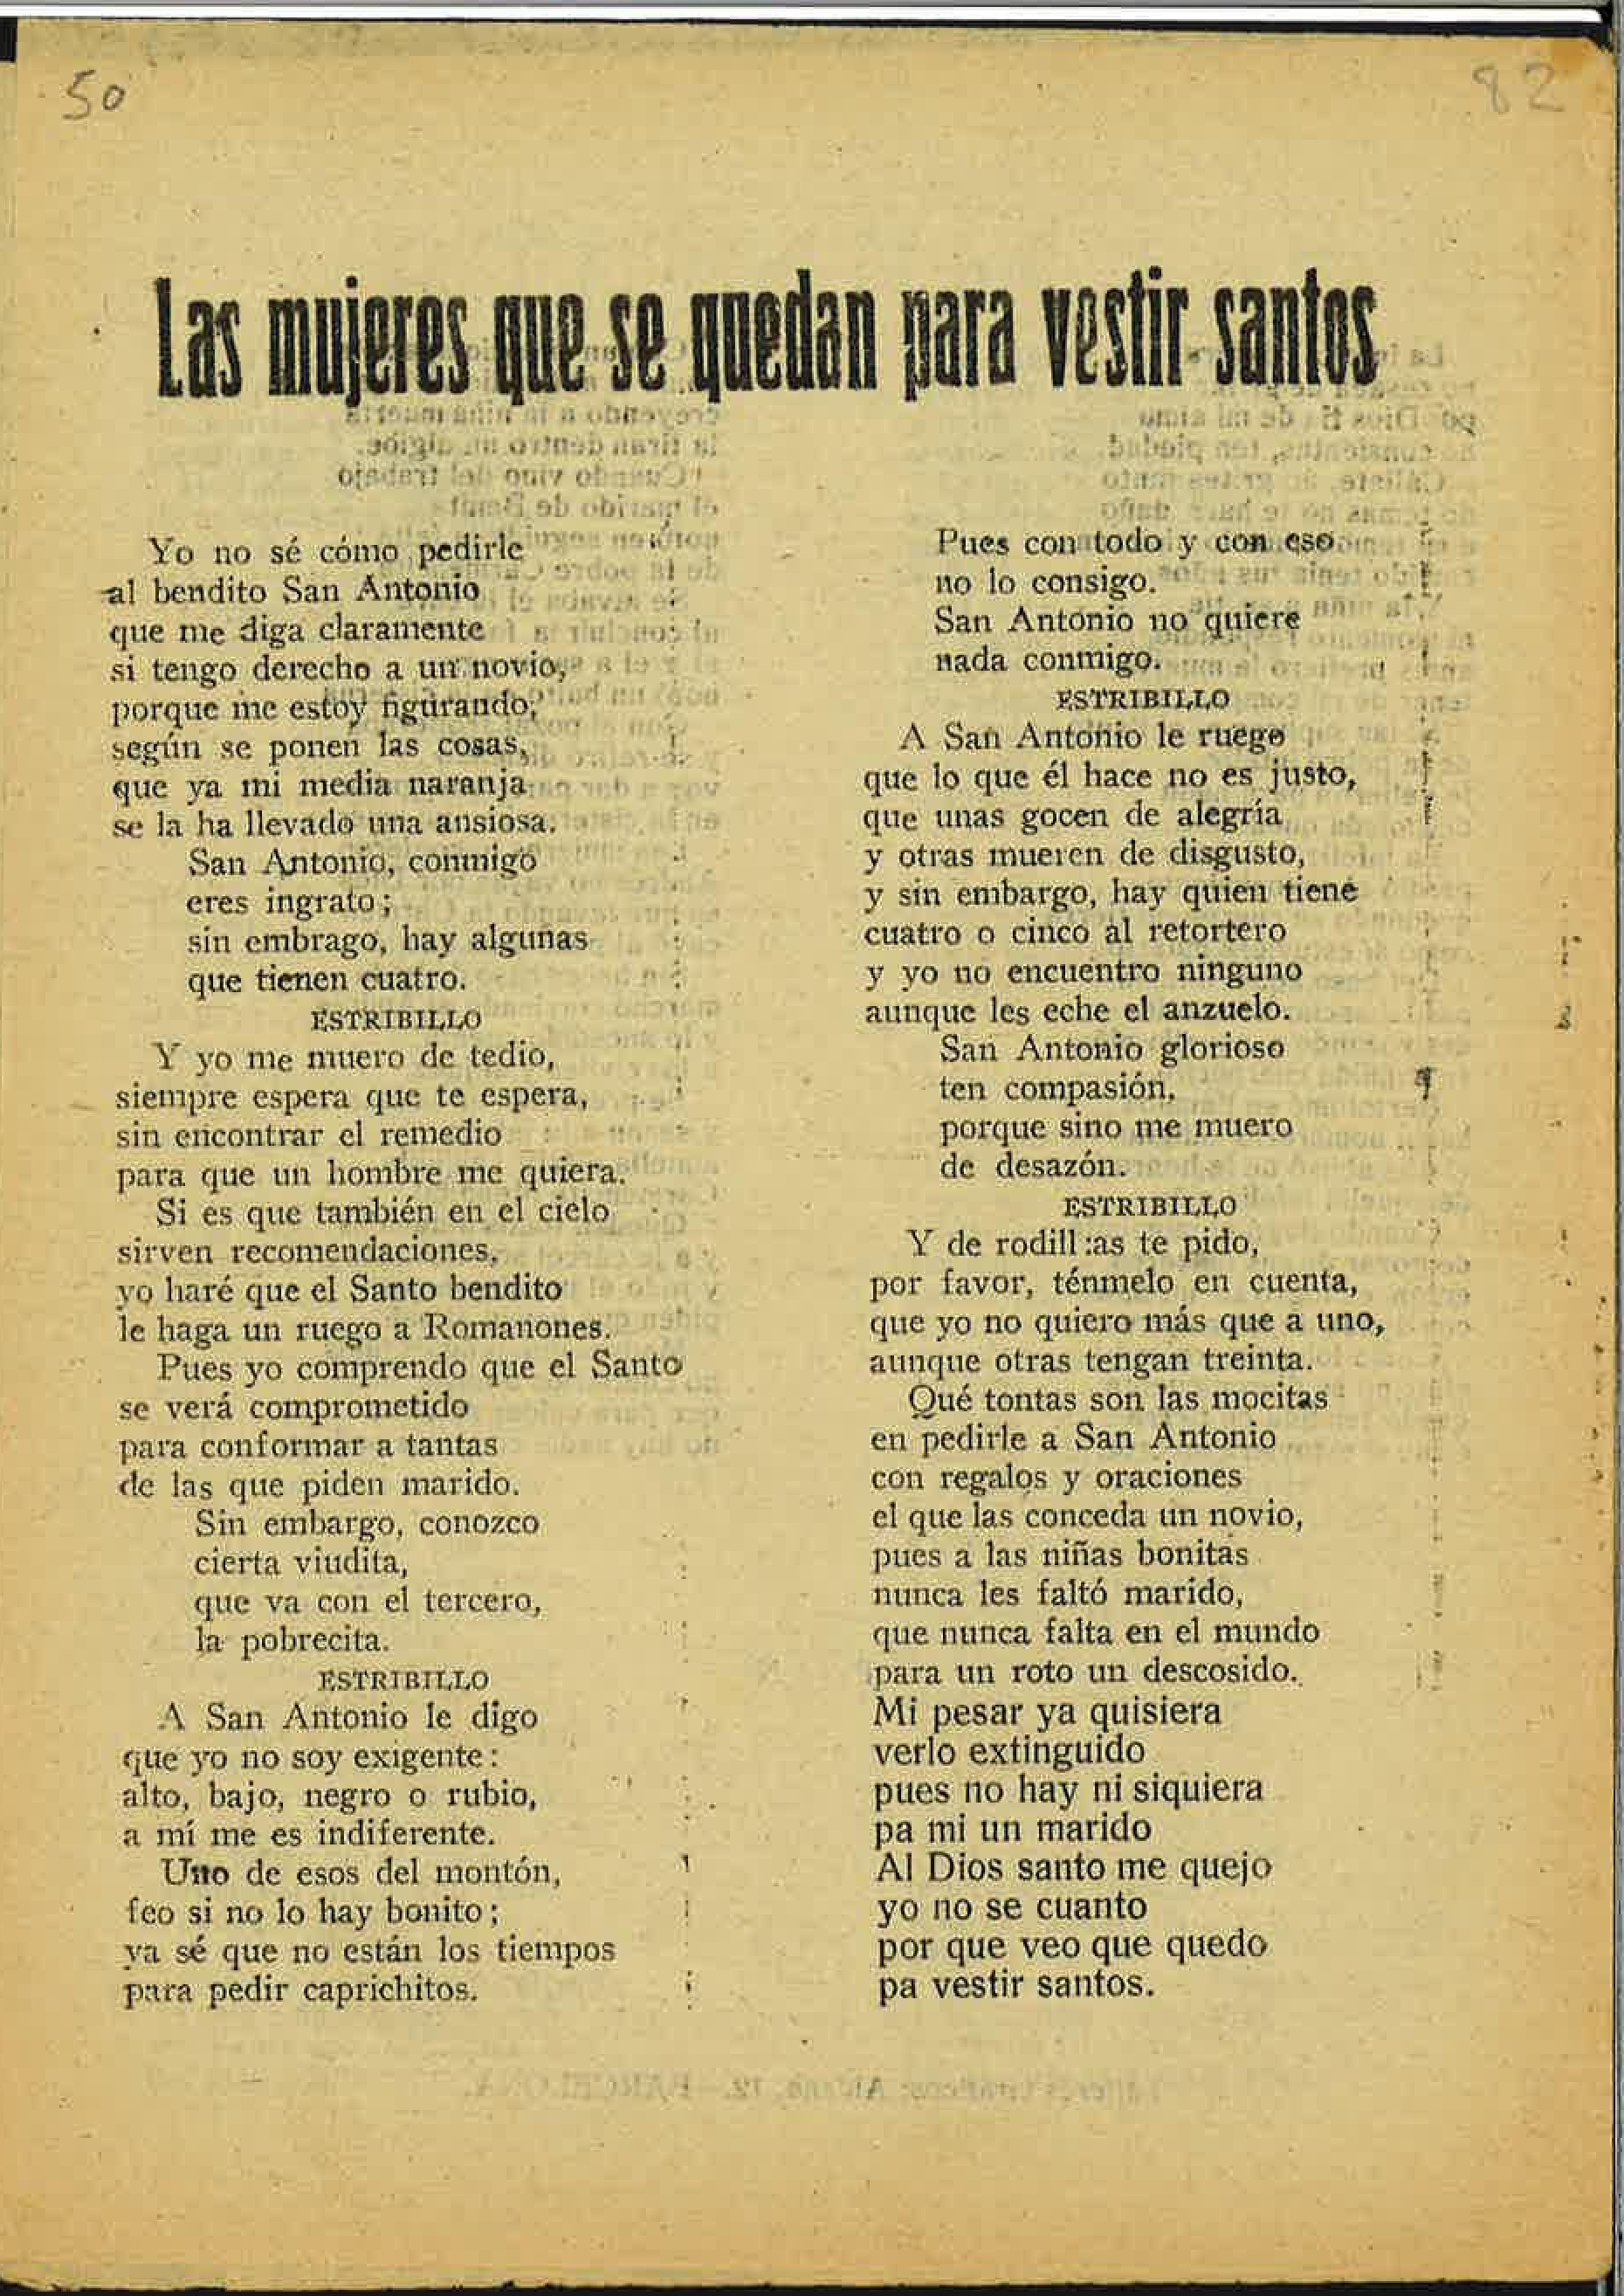 50
82
Las mujeres que se quedan para vestir santos
Yo no sé cómo pedirle
al bendito San Antonio
que me diga claramente
si tengo derecho a un novio,
porque me estoy figurando,
según se ponen las cosas,
que ya mi media naranja
se la ha llevado una ansiosa.
San Antonio, conmigo
eres ingrato;
sin embrago, hay algunas
que tienen cuatro.
ESTRIBILLO
Y yo me muero de tedio,
siempre espera que te espera,
sin encontrar el remedio
para que un hombre me quiera.
Si es que también en el cielo
sirven recomendaciones,
yo haré que el Santo bendito
le haga un ruego a Romanones.
Pues yo comprendo que el Santo
se verá comprometido
para conformar a tantas
de las que piden marido.
Sin embargo, conozco
cierta viudita,
que va con el tercero,
la pobrecita.
ESTRIBILLO
A San Antonio le digo
que yo no soy exigente:
alto, bajo, negro o rubio,
a mí me es indiferente.
Uno de esos del montón,
feo si no lo hay bonito;
ya sé que no están los tiempos
para pedir caprichitos.
Pues con todo y con eso
no lo consigo.
San Antonio no quiere
nada conmigo.
ESTRIBILLO
A San Antonio le ruego
que lo que él hace no es justo,
que unas gocen de alegría
y otras mueren de disgusto,
y sin embargo, hay quien tiene
cuatro o cinco al retortero
y yo no encuentro ninguno
aunque les eche el anzuelo.
San Antonio glorioso
ten compasión,
porque sino me muero
de desazón.
ESTRIBILLO
Y de rodill:as te pido,
por favor, ténmelo en cuenta,
que yo no quiero más que a uno,
aunque otras tengan treinta.
Qué tontas son las mocitas
en pedirle a San Antonio
con regalos y oraciones
el que las conceda un novio,
pues a las niñas bonitas
nunca les faltó marido,
que nunca falta en el mundo
para un roto un descosido.
Mi pesar ya quisiera
verlo extinguido
pues no hay ni siquiera
pa mi un marido
Al Dios santo me quejo
yo no se cuanto
por que veo que quedo
pa vestir santos.